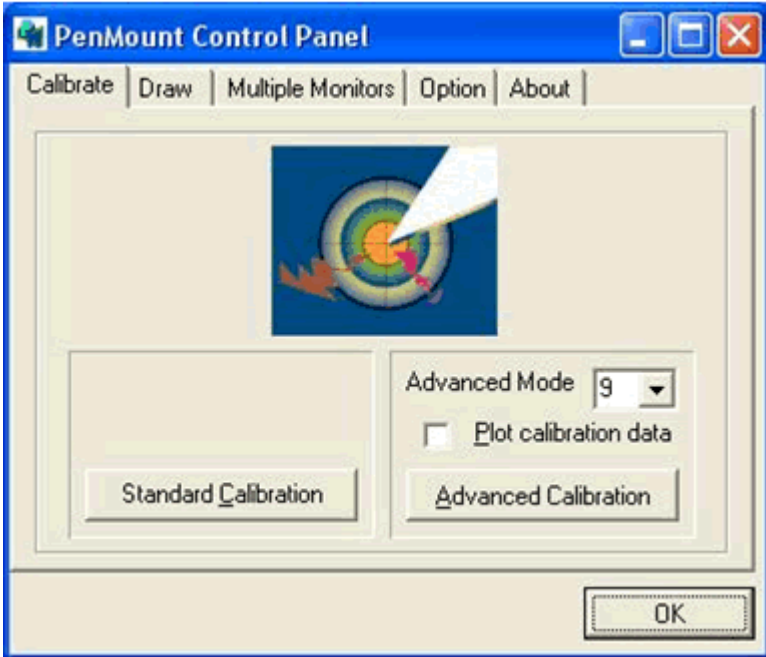 PenMount Control Panel
Calibrate Draw Multiple Monitors Option About
Advanced Mode 9
Plot calibration data
Standard Calibration Advanced Calibration
OK